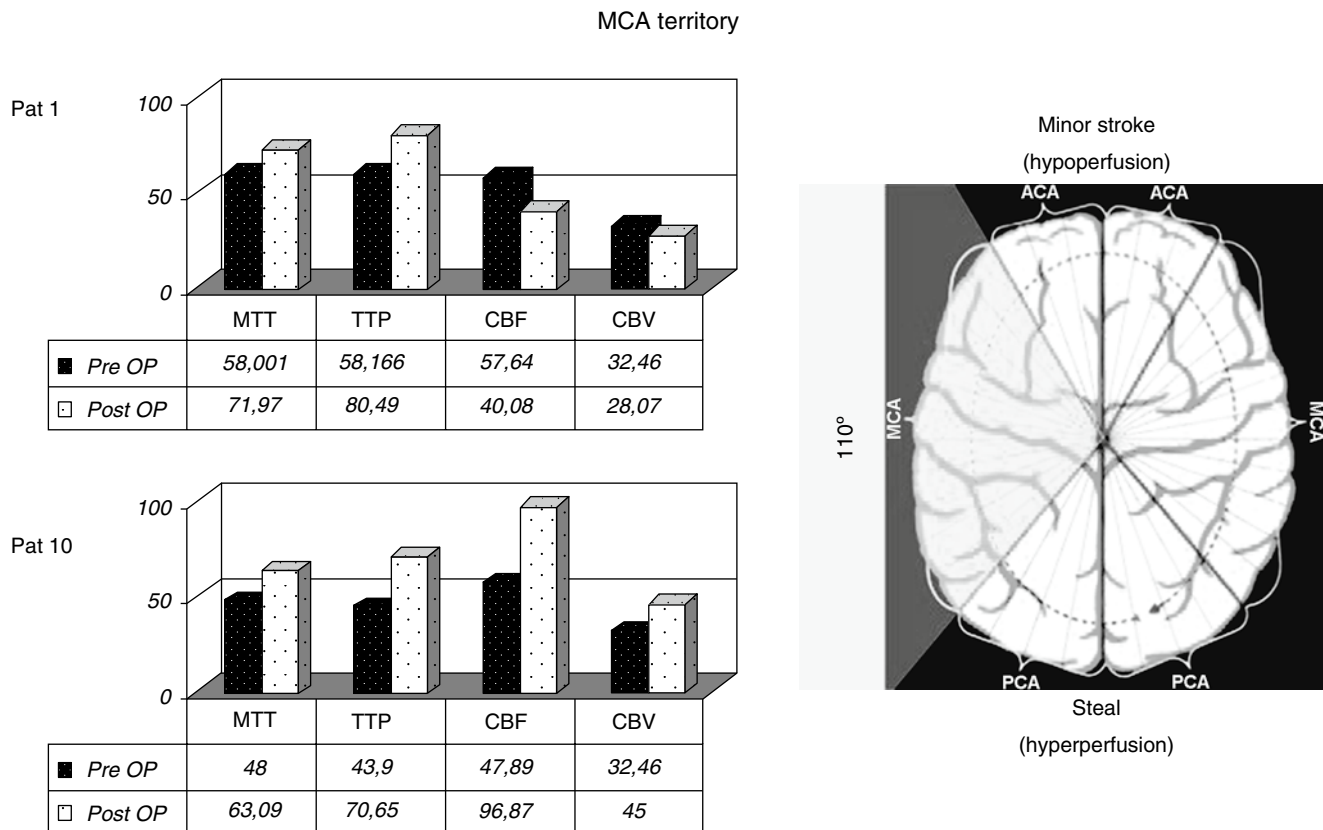 MCA territory
Pat 1
100
50
0
MTT TTP CBF CBV
Pre OP 58,001 58,166 57,64 32,46
Post OP 71,97 80,49 40,08 28,07
Pat 10
100
50
0
MTT TTP CBF CBV
Pre OP 48 43,9 47,89 32,46
Post OP 63,09 70,65 96,87 45
Minor stroke
(hypoperfusion)
ACA ACA
110°
MCA
MCA
PCA PCA
Steal
(hyperperfusion)